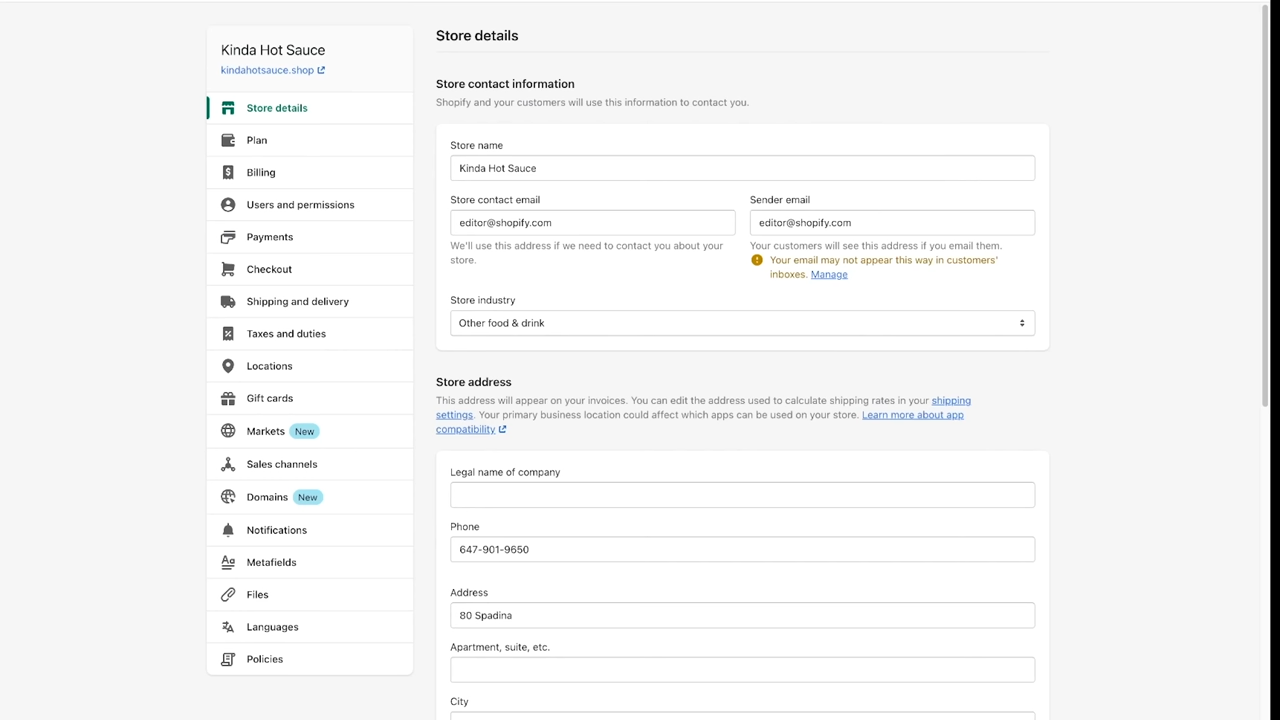 Kinda Hot Sauce
kindahotsauce.shop
Store details
Plan
Billing
Users and permissions
Payments
Checkout
Shipping and delivery
Taxes and duties
Locations
Gift cards
Markets New
Sales channels
Domains New
Notifications
Metafields
Files
Languages
Policies
Store details
Store contact information
Shopify and your customers will use this information to contact you.
Store name
Kinda Hot Sauce
Store contact email
editor@shopify.com
We'll use this address if we need to contact you about your
store.
Sender email
editor@shopify.com
Your customers will see this address if you email them.
Your email may not appear this way in customers'
inboxes. Manage
Store industry
Other food & drink
Store address
This address will appear on your invoices. You can edit the address used to calculate shipping rates in your shipping
settings. Your primary business location could affect which apps can be used on your store. Learn more about app
compatibility
Legal name of company
Phone
647-901-9650
Address
80 Spadina
Apartment, suite, etc.
City